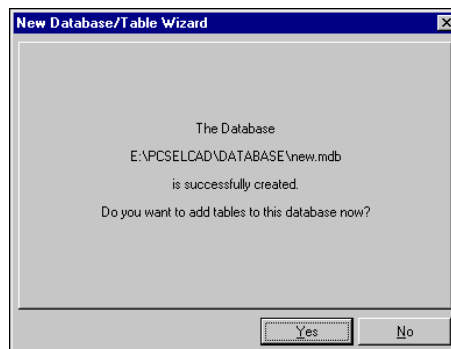 New Database/Table Wizard
The Database
E:\PCSELCAD\DATABASE\new.mdb
is successfully created.
Do you want to add tables to this database now?
Yes
No